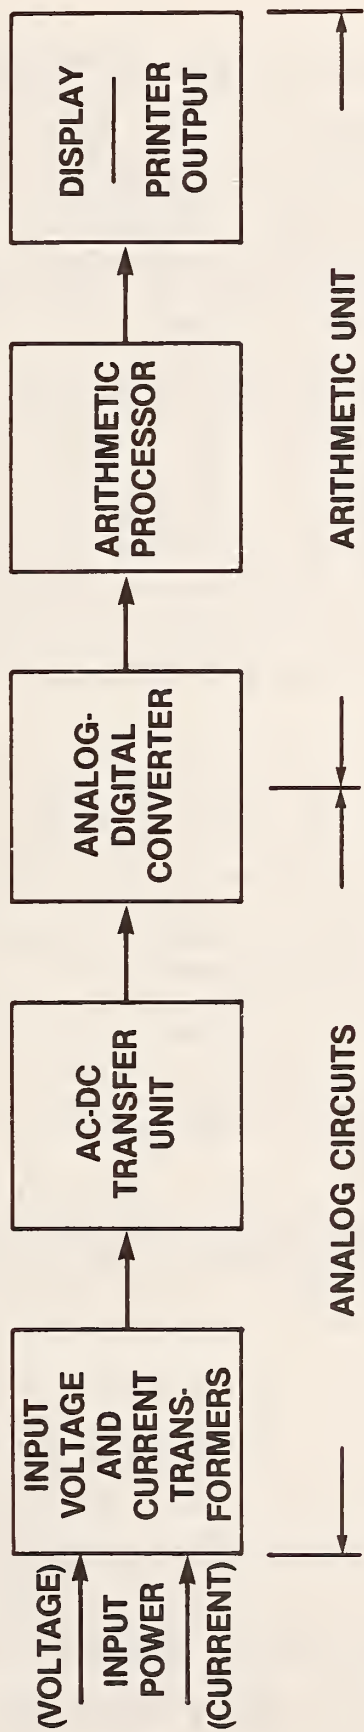 (VOLTAGE)
INPUT
POWER
(CURRENT)
INPUT
VOLTAGE
AND
CURRENT
TRANS-
FORMERS
AC-DC
TRANSFER
UNIT
ANALOG-
DIGITAL
CONVERTER
ARITHMETIC
PROCESSOR
DISPLAY
PRINTER
OUTPUT
ANALOG CIRCUITS
ARITHMETIC UNIT